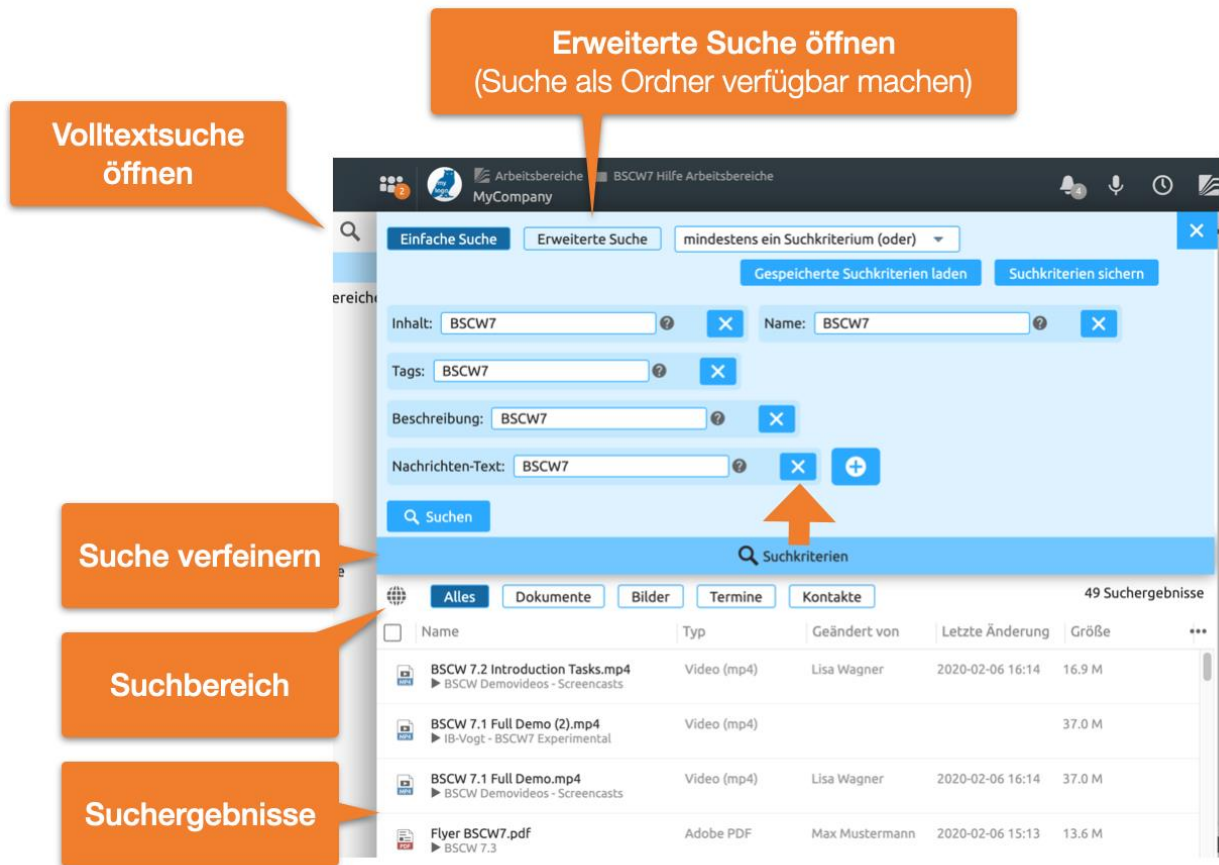 Erweiterte Suche öffnen
(Suche als Ordner verfügbar machen)
Volltextsuche
öffnen
2
my
logo
Arbeitsbereiche BSCW7 Hilfe Arbeitsbereiche
MyCompany
4
Einfache Suche Erweiterte Suche mindestens ein Suchkriterium (oder)
Gespeicherte Suchkriterien laden Suchkriterien sichern
Inhalt: BSCW7 Name: BSCW7
Tags: BSCW7
Beschreibung: BSCW7
Nachrichten-Text: BSCW7
Suchen
Suche verfeinern
Suchkriterien
Alles Dokumente Bilder Termine Kontakte 49 Suchergebnisse
Suchbereich
Name Typ Geändert von Letzte Änderung Größe
BSCW 7.2 Introduction Tasks.mp4 Video (mp4) Lisa Wagner 2020-02-06 16:14 16.9 M
BSCW Demovideos - Screencasts
BSCW 7.1 Full Demo (2).mp4 Video (mp4) 37.0 M
IB-Vogt - BSCW7 Experimental
BSCW 7.1 Full Demo.mp4 Video (mp4) Lisa Wagner 2020-02-06 16:14 37.0 M
BSCW Demovideos - Screencasts
Suchergebnisse
Flyer BSCW7.pdf Adobe PDF Max Mustermann 2020-02-06 15:13 13.6 M
BSCW 7.3